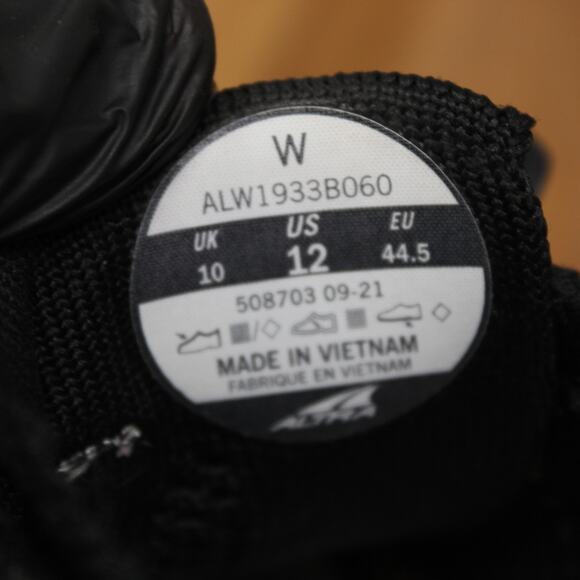 W
ALW1933B060
UK US EU
10 12 44.5
508703 09-21
MADE IN VIETNAM
FABRIQUE EN VIETNAM
ALTRA